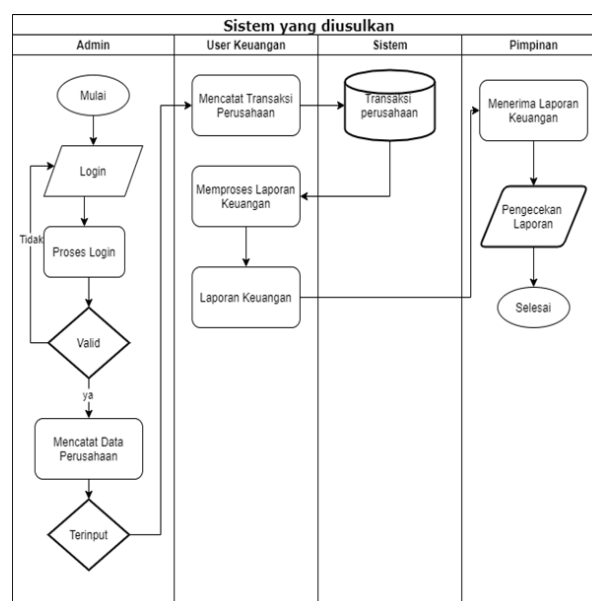 Sistem yang diusulkan
Admin
User Keuangan
Sistem
Pimpinan
Mulai
Login
Tidak
Proses Login
Valid
ya
Mencatat Data
Perusahaan
Terinput
Mencatat Transaksi
Perusahaan
Memproses Laporan
Keuangan
Laporan Keuangan
Transaksi
perusahaan
Menerima Laporan
Keuangan
Pengecekan
Laporan
Selesai